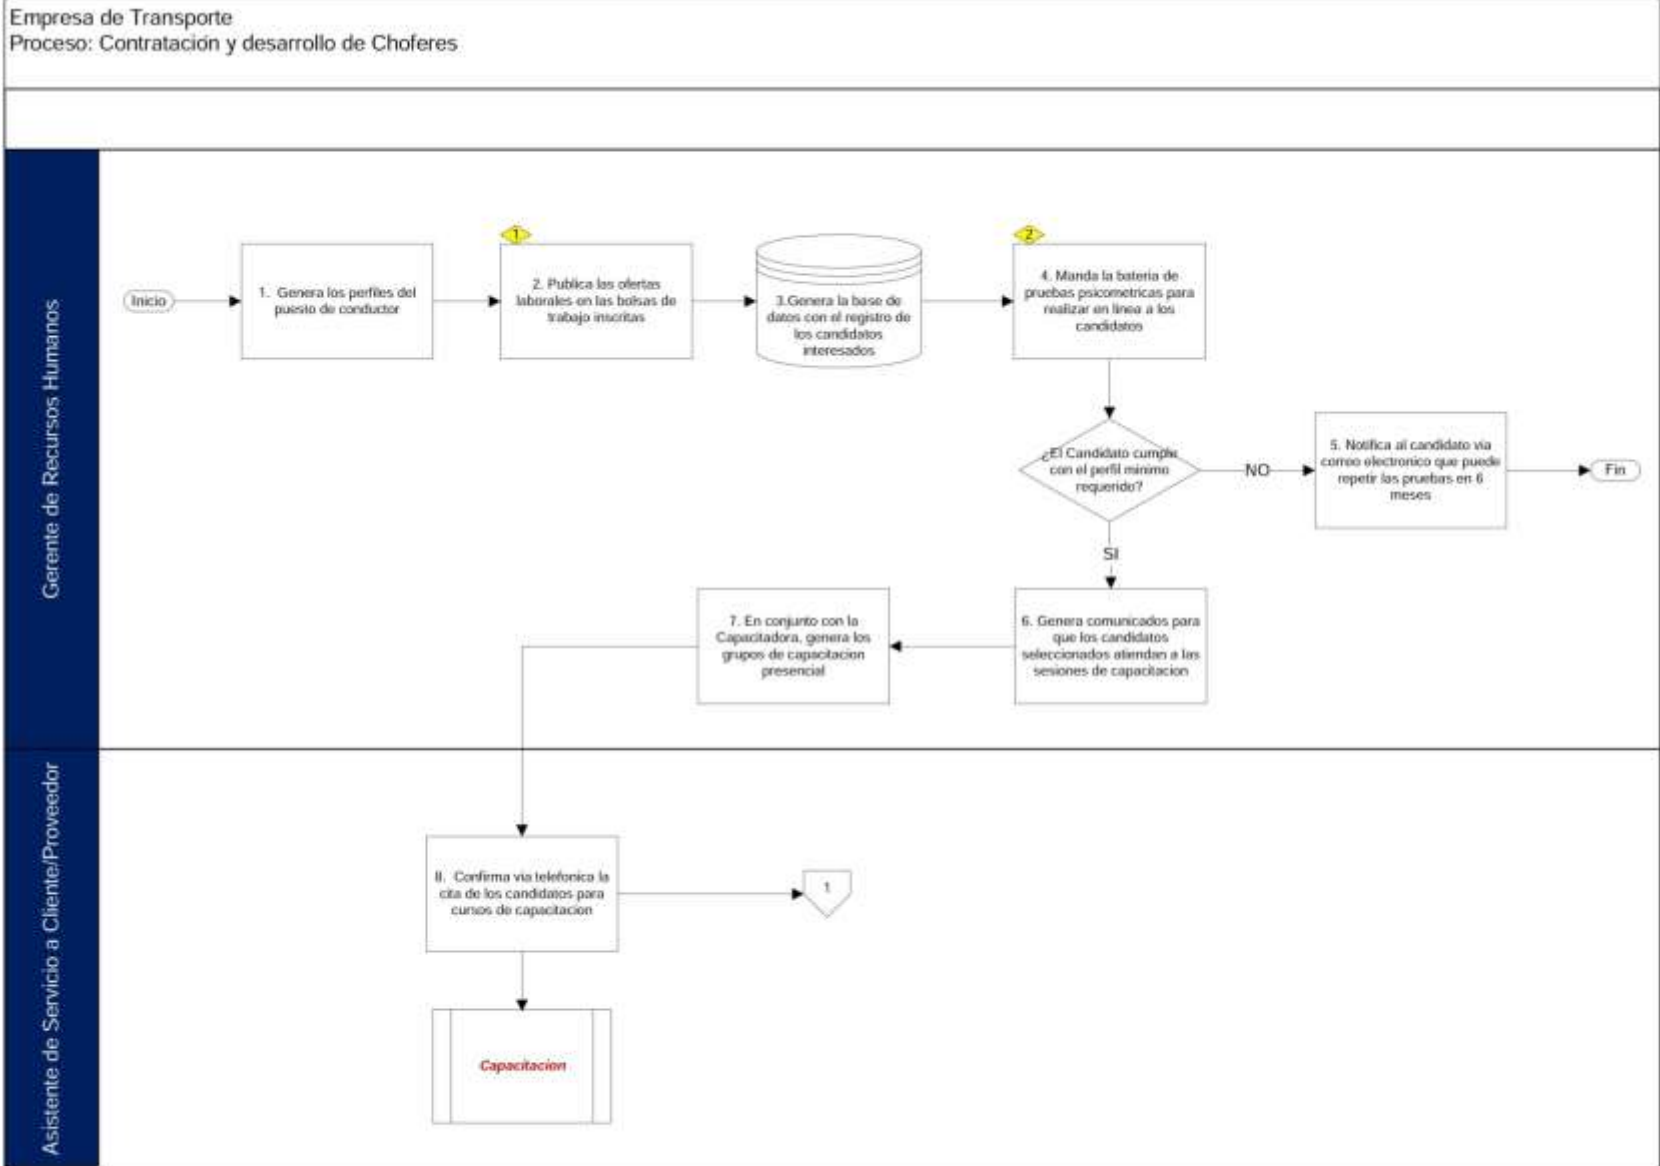 Empresa de Transporte
Proceso: Contratación y desarrollo de Choferes
Gerente de Recursos Humanos
Inicio
1. Genera los perfiles del
puesto de conductor
1
2. Publica las ofertas
laborales en las bolsas de
trabajo inscritas
3.Genera la base de
datos con el registro de
los candidatos
interesados
2
4. Manda la bateria de
pruebas psicometricas para
realizar en linea a los
candidatos
¿El Candidato cumple
con el perfil minimo
requerido?
NO
5. Notifica al candidato via
correo electronico que puede
repetir las pruebas en 6
meses
Fin
SI
6. Genera comunicados para
que los candidatos
seleccionados atiendan a las
sesiones de capacitacion
7. En conjunto con la
Capacitadora, genera los
grupos de capacitacion
presencial
Asistente de Servicio a Cliente/Proveedor
8. Confirma via telefonica la
cita de los candidatos para
cursos de capacitacion
1
Capacitacion